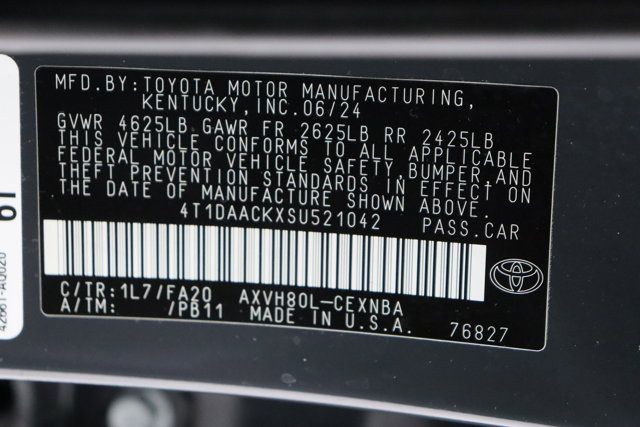 MFD.BY:TOYOTA MOTOR MANUFACTURING,
KENTUCKY,INC.06/24
GVWR 4625LB GAWR FR 2625LB RR 2425LB
THIS VEHICLE CONFORMS TO ALL APPLICABLE
FEDERAL MOTOR VEHICLE SAFETY,BUMPER,AND
THEFT PREVENTION STANDARDS IN EFFECT ON
THE DATE OF MANUFACTURE SHOWN ABOVE.
4T1DAACKXSU521042 PASS.CAR
C/TR:1L7/FA20 AXVH80L-CEXNBA
A/TM: /PB11 MADE IN U.S.A. 76827